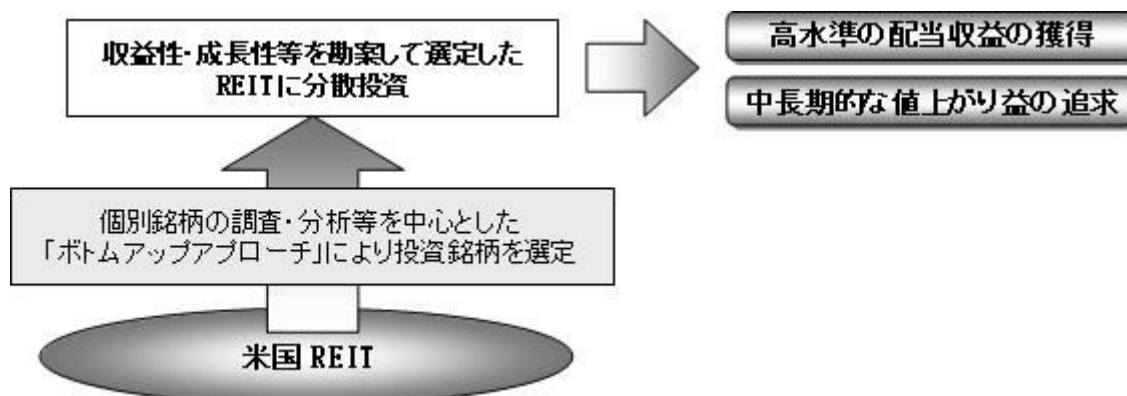 収益性・成長性等を勘案して選定した
REITに分散投資
高水準の配当収益の獲得
中長期的な値上がり益の追求
個別銘柄の調査・分析等を中心とした
「ボトムアップアプローチ」により投資銘柄を選定
米国 REIT